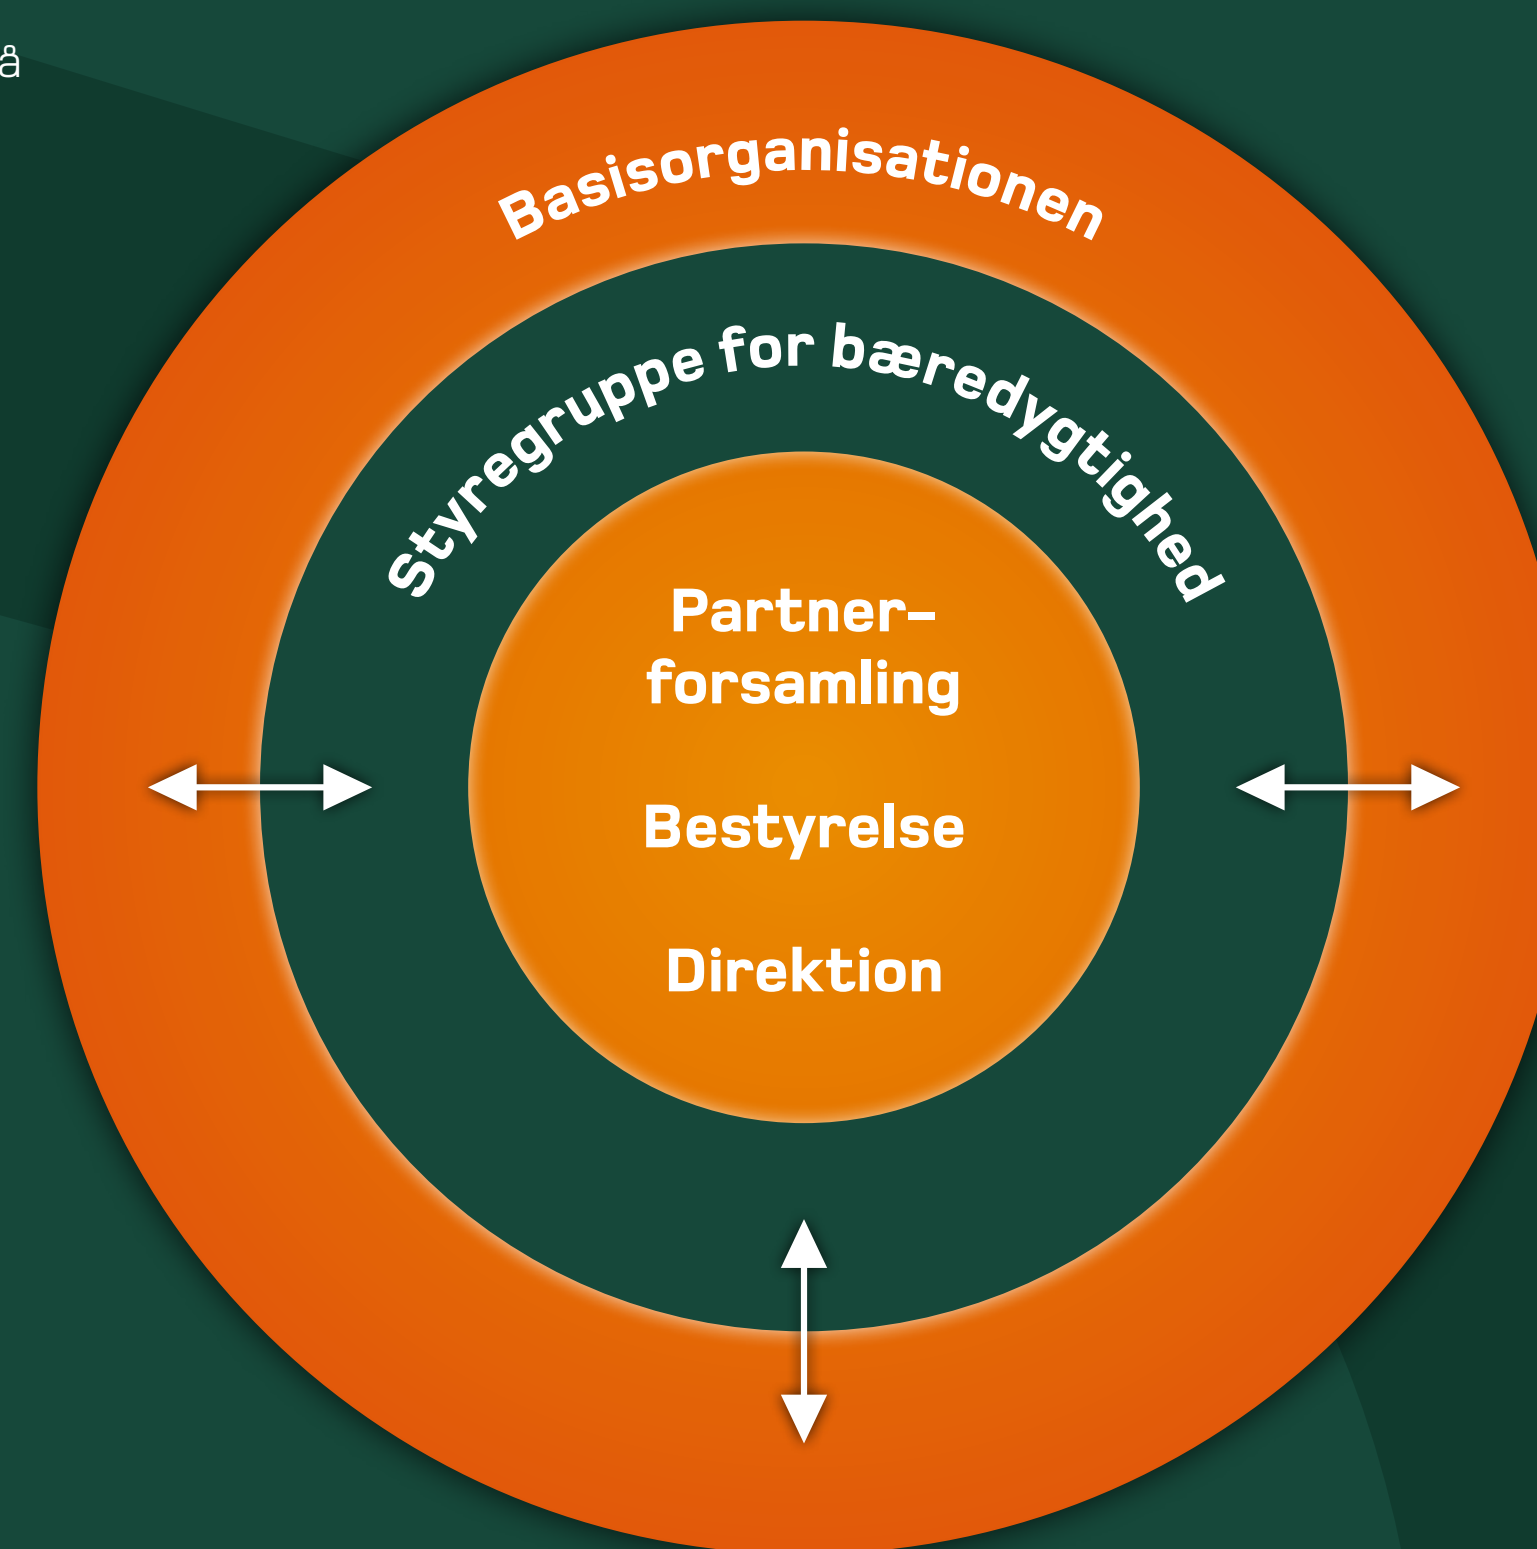 å
Basisorganisationen
Styregruppe for bæredygtighed
Partner-
forsamling
Bestyrelse
Direktion